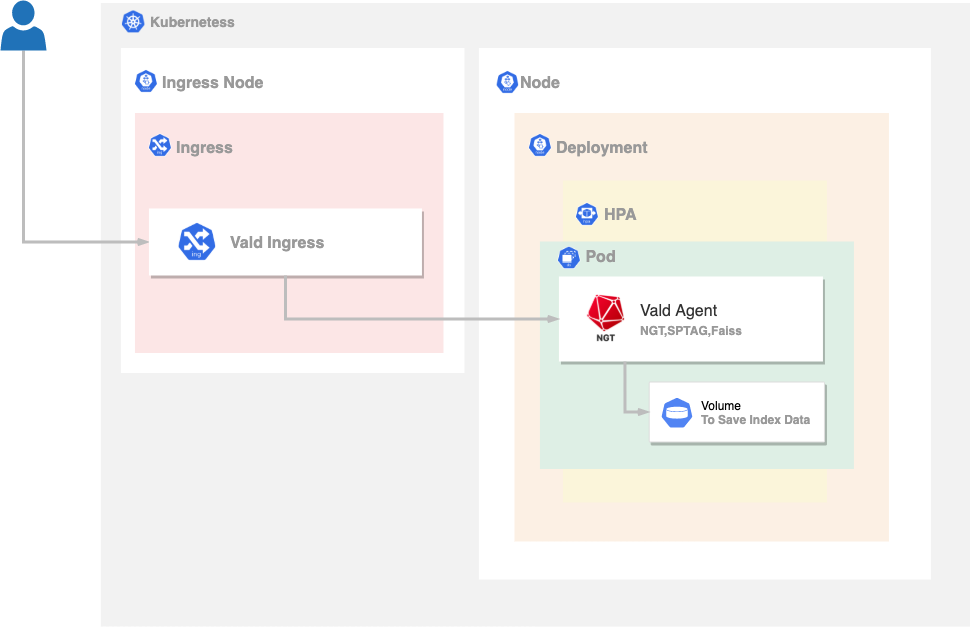 Kubernetess
Ingress Node
Ingress
Vald Ingress
ing
Node
Deployment
HPA
Pod
Vald Agent
NGT,SPTAG,Faiss
NGT
Volume
To Save Index Data